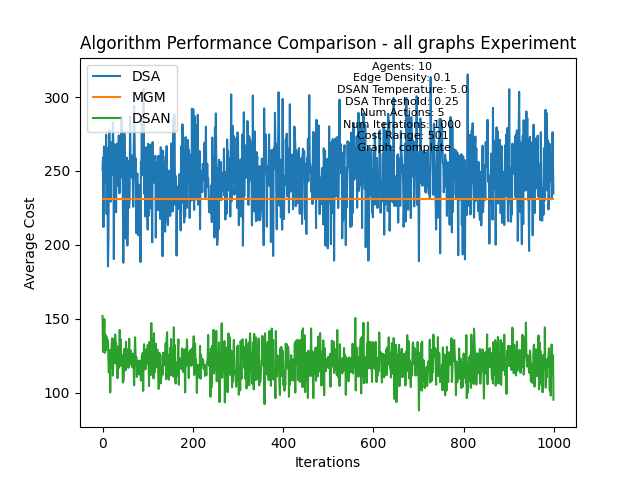 Algorithm Performance Comparison - all graphs Experiment
DSA
MGM
DSAN
Agents: 10
Edge Density: 0.1
DSAN Temperature: 5.0
DSA Threshold: 0.25
Num Actions: 5
Num Iterations: 1000
Cost Range: 501
Graph: complete
Average Cost
300
250
200
150
100
0
200
400
600
800
1000
Iterations